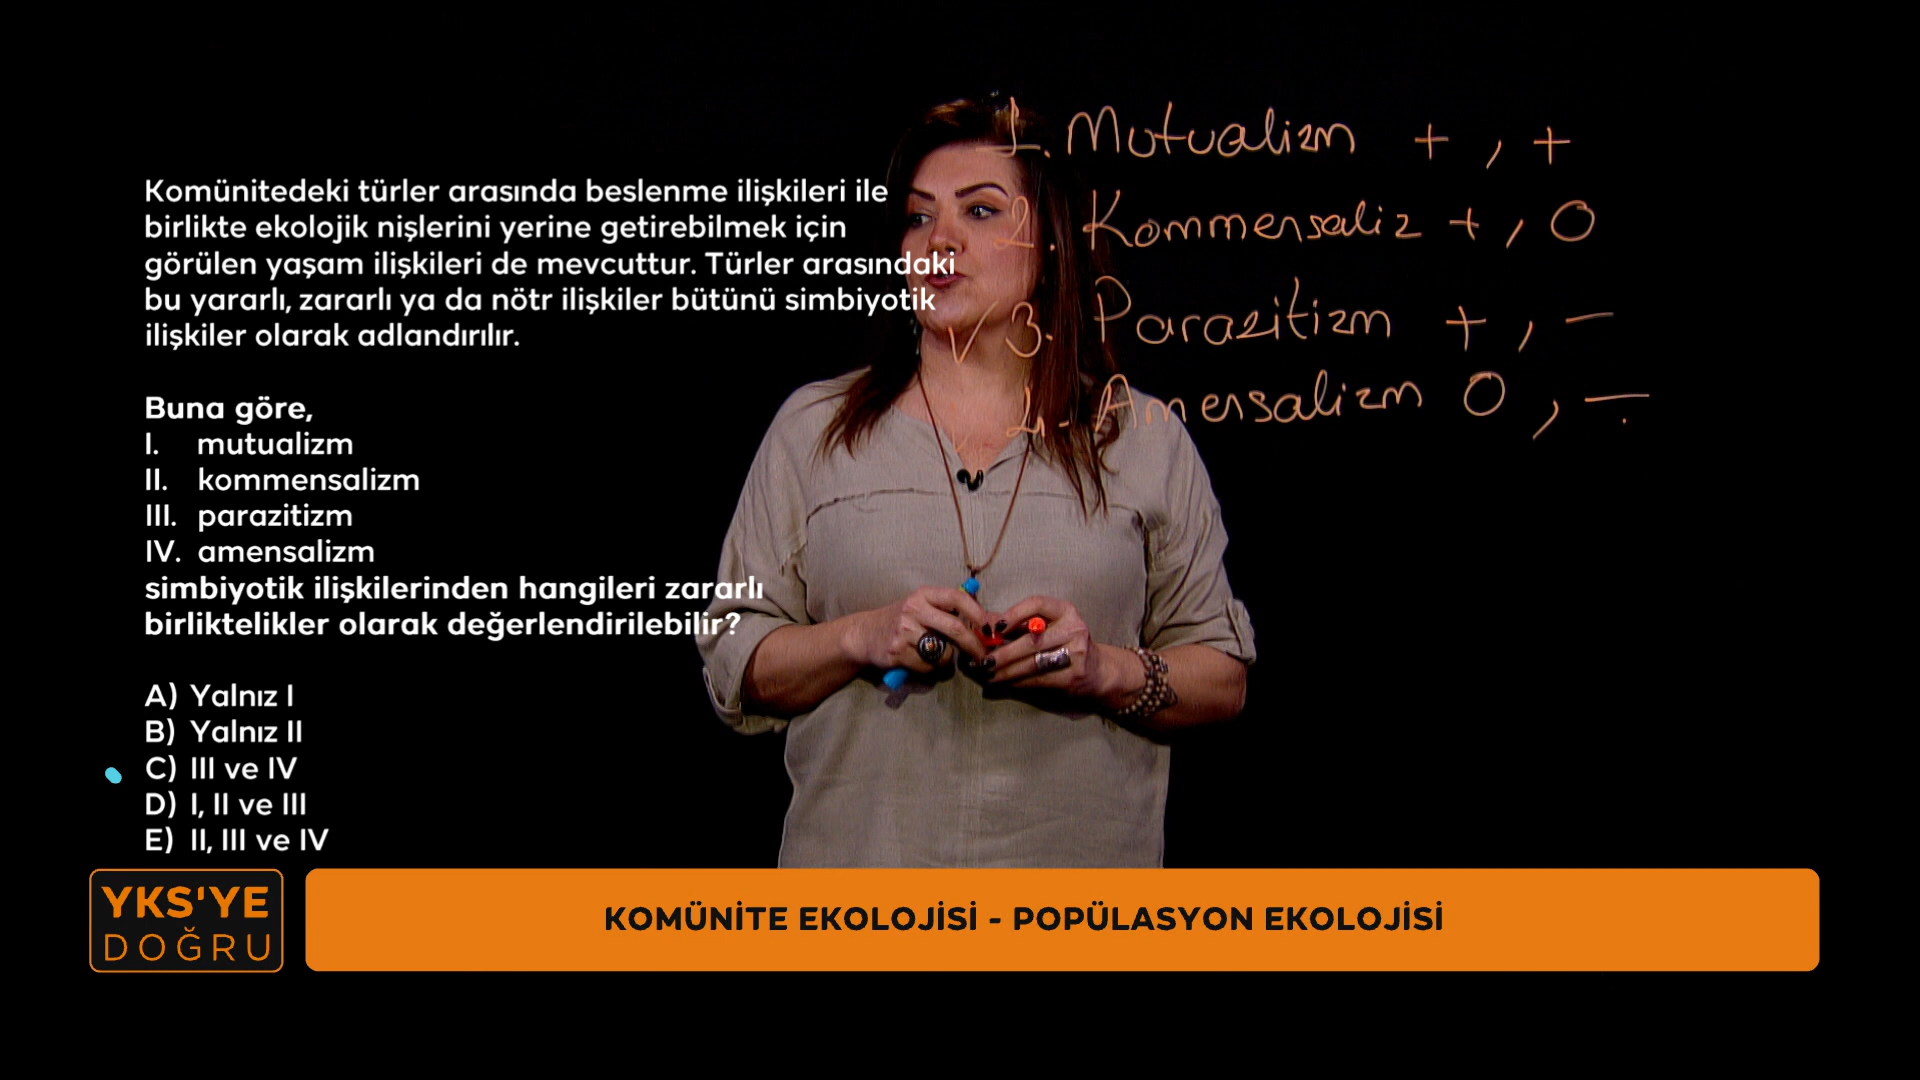 Komünitedeki türler arasında beslenme ilişkileri ile
birlikte ekolojik nişlerini yerine getirebilmek için
görülen yaşam ilişkileri de mevcuttur. Türler arasındaki
bu yararlı, zararlı ya da nötr ilişkiler bütünü simbiyotik
ilişkiler olarak adlandırılır.
Buna göre,
I. mutualizm
II. kommensalizm
III. parazitizm
IV. amensalizm
simbiyotik ilişkilerinden hangileri zararlı
birliktelikler olarak değerlendirilebilir?
A) Yalnız I
B) Yalnız II
C) III ve IV
D) I, II ve III
E) II, III ve IV
1. Mutualizm + , +
2. Kommensaliz + , 0
√ 3. Parazitizm + , -
4. Amensalizm 0 , -
YKS'YE
DOĞRU
KOMÜNİTE EKOLOJİSİ - POPÜLASYON EKOLOJİSİ